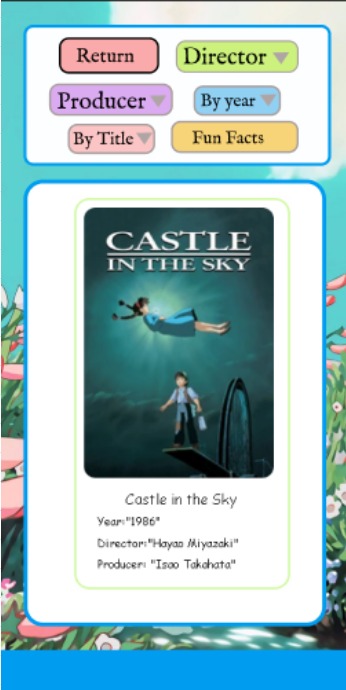 Return
Director
Producer
By year
By Title
Fun Facts
CASTLE
IN THE SKY
Castle in the Sky
Year:"1986"
Director:"Hayao Miyazaki"
Producer: "Isao Takahata"